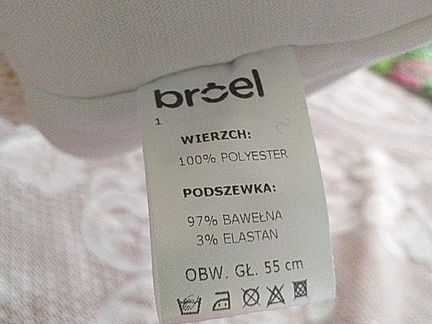 broel
1
WIERZCH:
100% POLYESTER
PODSZEWKA:
97% BAWEŁNA
3% ELASTAN
OBW. GŁ. 55 cm